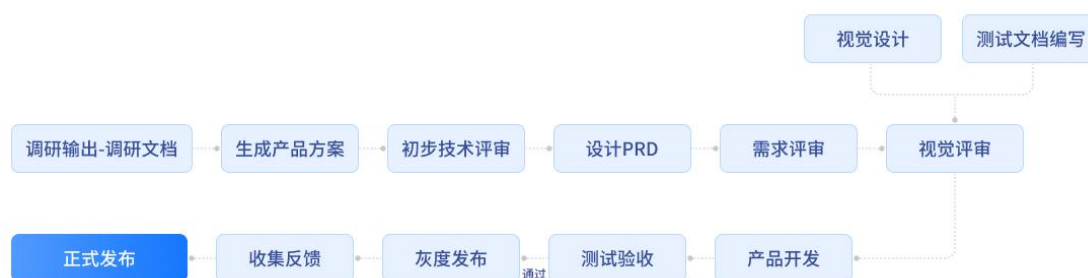 视觉设计
测试文档编写
调研输出-调研文档
生成产品方案
初步技术评审
设计PRD
需求评审
视觉评审
正式发布
收集反馈
灰度发布
通过
测试验收
产品开发